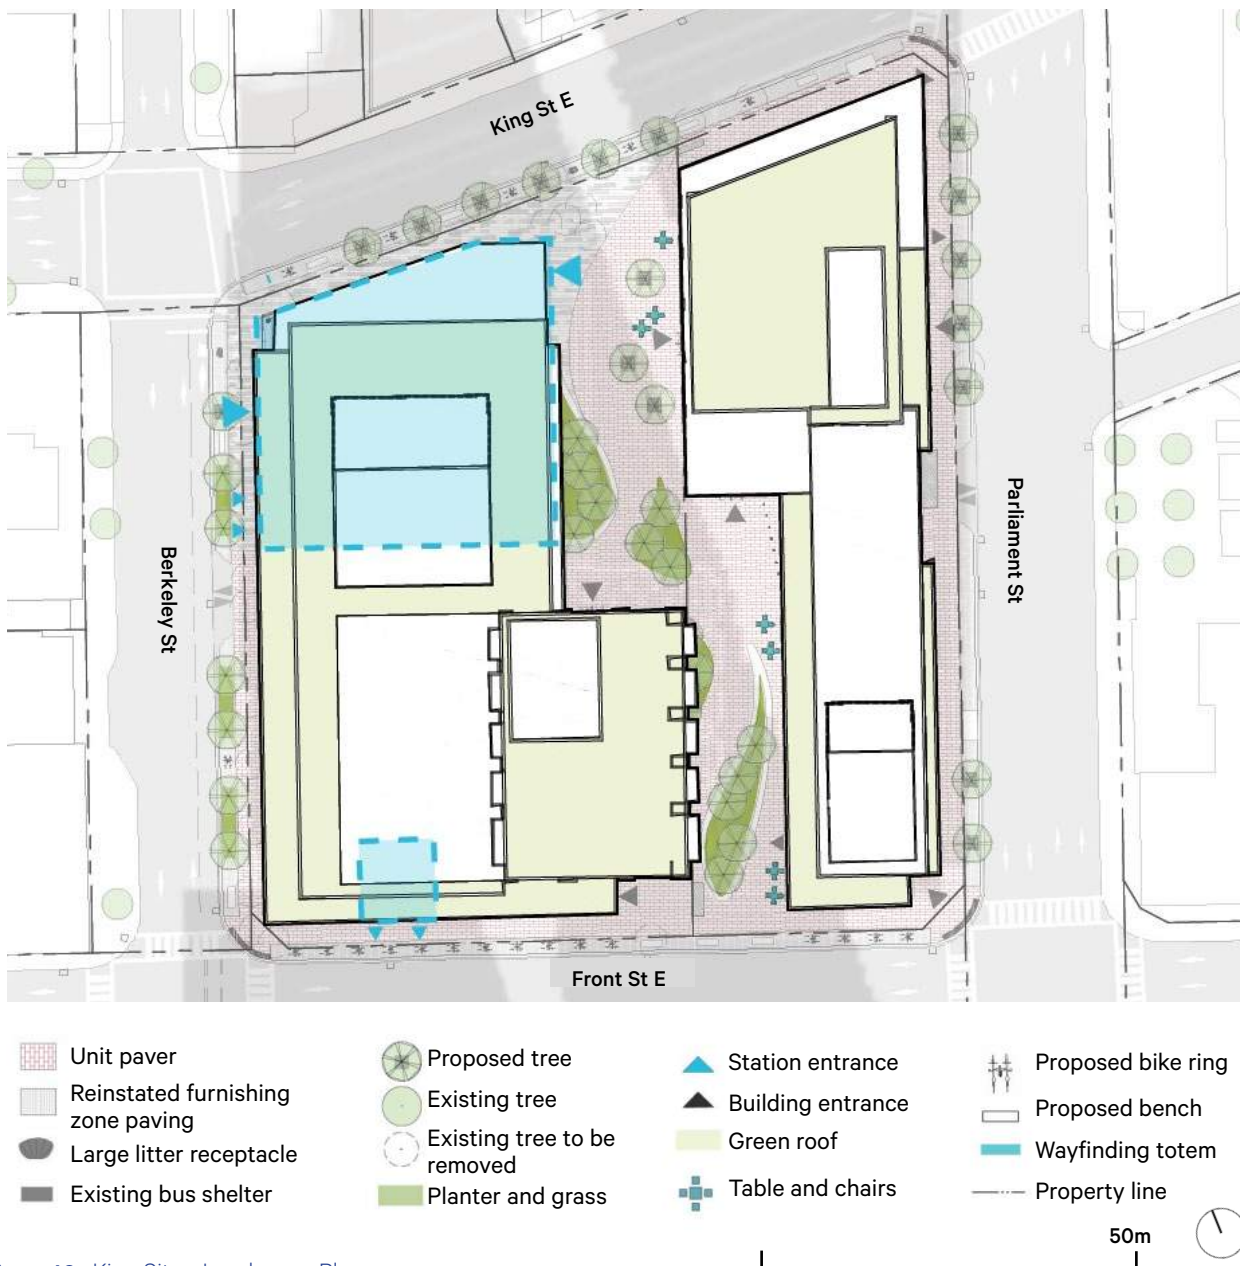 King St E
Berkeley St
Parliament St
Front St E
Unit paver
Reinstated furnishing
zone paving
Large litter receptacle
Existing bus shelter
Proposed tree
Existing tree
Existing tree to be
removed
Planter and grass
Station entrance
Building entrance
Green roof
Table and chairs
Proposed bike ring
Proposed bench
Wayfinding totem
Property line
50m